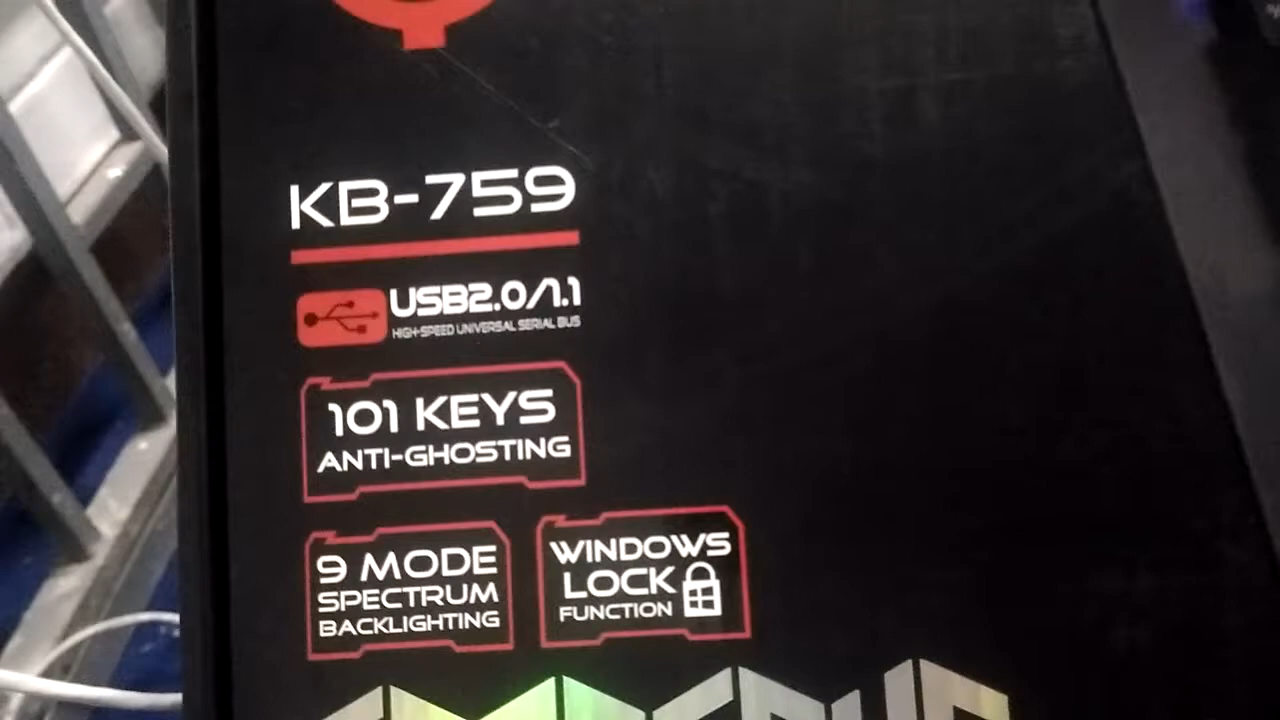 KB-759
USB2.0/1.1
HIGH-SPEED UNIVERSAL SERIAL BUS
101 KEYS
ANTI-GHOSTING
9 MODE
SPECTRUM
BACKLIGHTING
WINDOWS
LOCK
FUNCTION